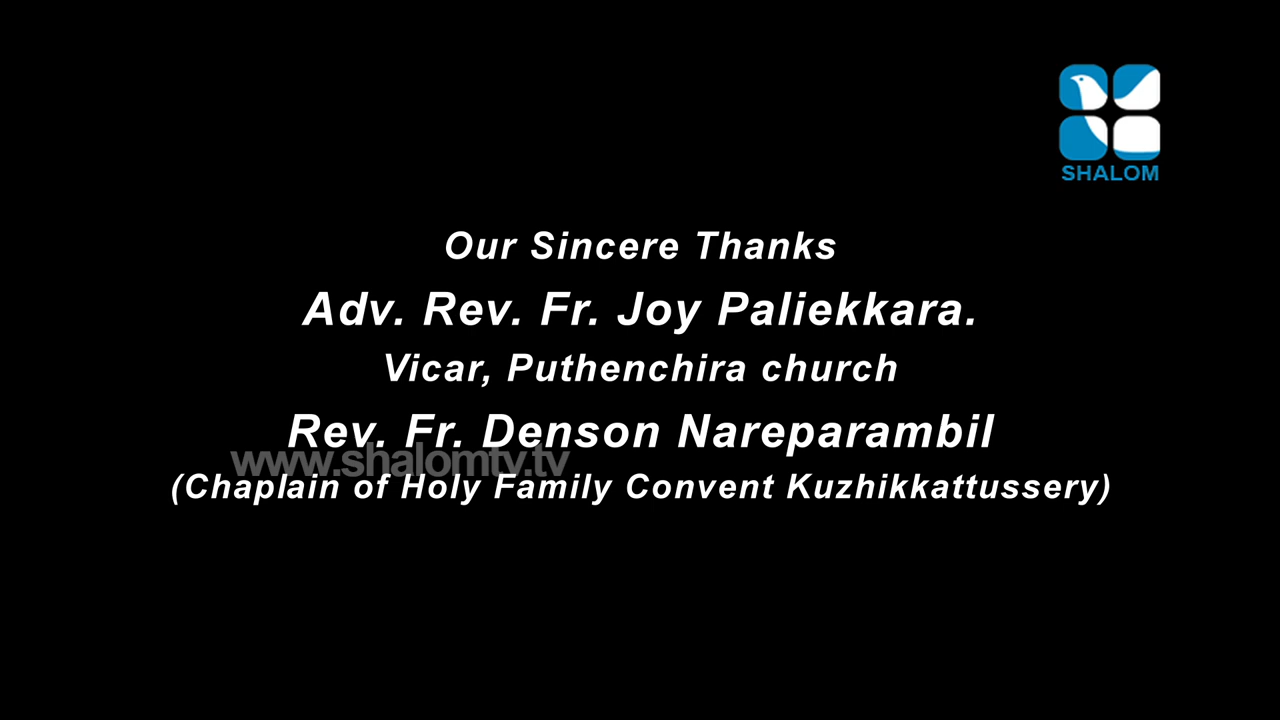 SHALOM
Our Sincere Thanks
Adv. Rev. Fr. Joy Paliekkara.
Vicar, Puthenchira church
Rev. Fr. Denson Nareparambil
www.shalomtv.tv
(Chaplain of Holy Family Convent Kuzhikkattussery)